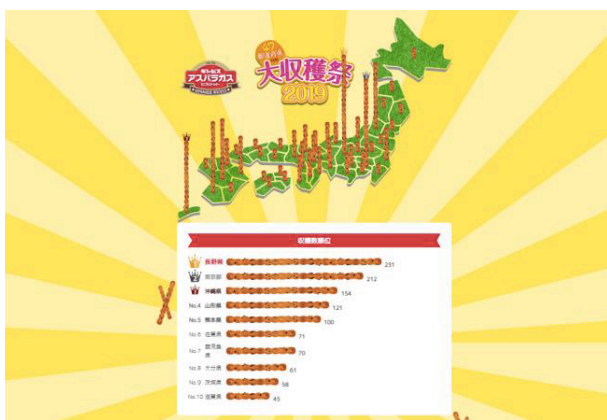 アスパラガス
大収穫祭
2019
収穫数順位
長野県 231
東京都 212
沖縄県 154
No.4 山形県 121
No.5 熊本県 100
No.6 71
No.7 鹿児島県 70
No.8 大分県 61
No.9 茨城県 58
No.10 45